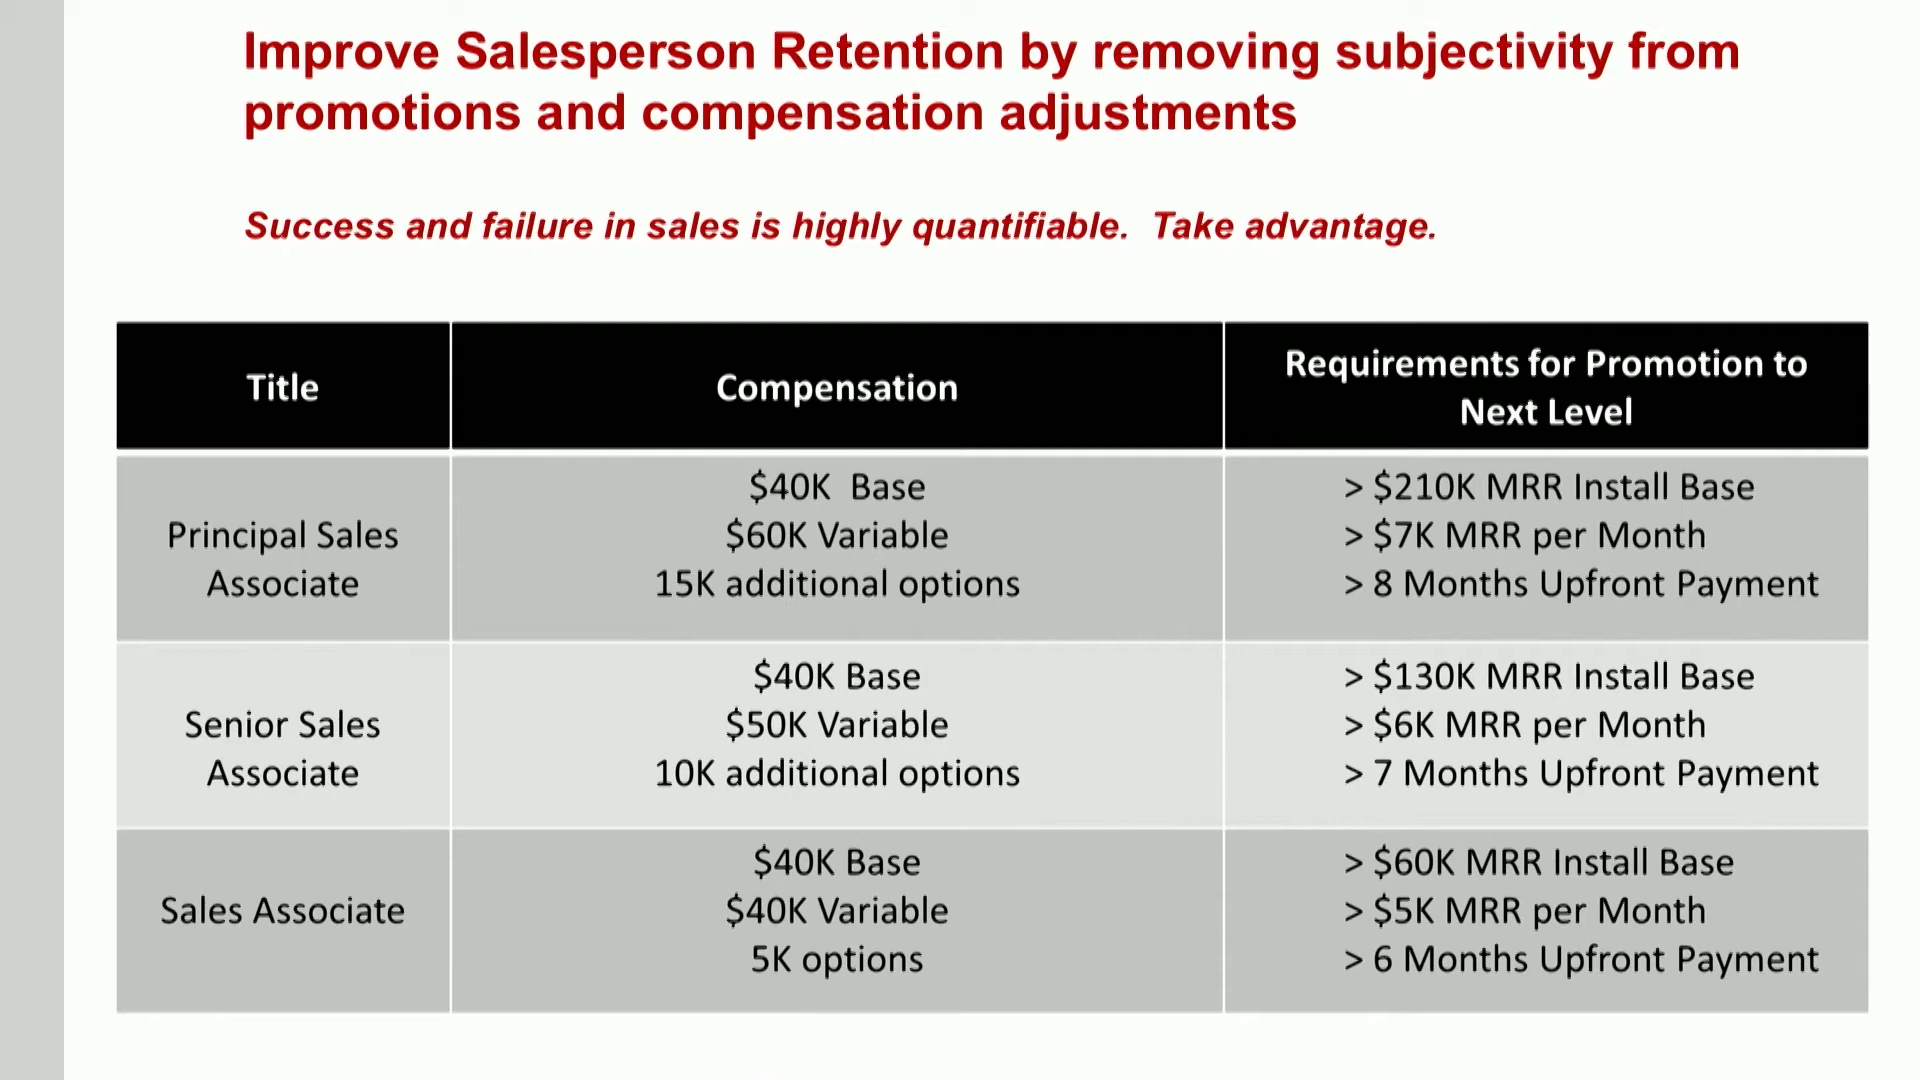 Improve Salesperson Retention by removing subjectivity from
promotions and compensation adjustments
Success and failure in sales is highly quantifiable. Take advantage.
Title
Compensation
Requirements for Promotion to
Next Level
Principal Sales
Associate
$40K Base
$60K Variable
15K additional options
> $210K MRR Install Base
> $7K MRR per Month
> 8 Months Upfront Payment
Senior Sales
Associate
$40K Base
$50K Variable
10K additional options
> $130K MRR Install Base
> $6K MRR per Month
> 7 Months Upfront Payment
Sales Associate
$40K Base
$40K Variable
5K options
> $60K MRR Install Base
> $5K MRR per Month
> 6 Months Upfront Payment